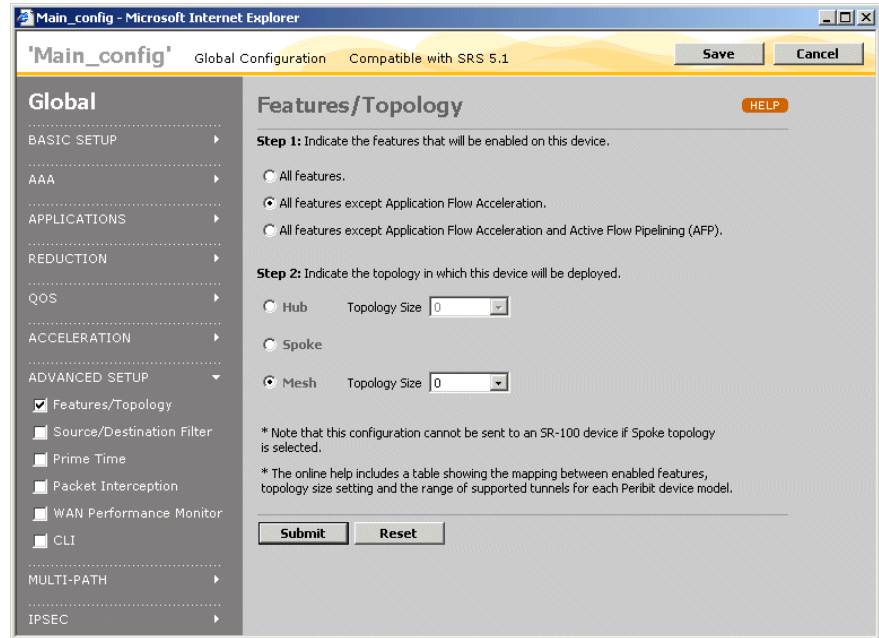 Main_config - Microsoft Internet Explorer
'Main_config' Global Configuration Compatible with SRS 5.1 Save Cancel
Global
BASIC SETUP
AAA
APPLICATIONS
REDUCTION
QOS
ACCELERATION
ADVANCED SETUP
Features/Topology
Source/Destination Filter
Prime Time
Packet Interception
WAN Performance Monitor
CLI
MULTI-PATH
IPSEC
Features/Topology HELP
Step 1: Indicate the features that will be enabled on this device.
All features.
All features except Application Flow Acceleration.
All features except Application Flow Acceleration and Active Flow Pipelining (AFP).
Step 2: Indicate the topology in which this device will be deployed.
Hub Topology Size 0
Spoke
Mesh Topology Size 0
* Note that this configuration cannot be sent to an SR-100 device if Spoke topology
is selected.
* The online help includes a table showing the mapping between enabled features,
topology size setting and the range of supported tunnels for each Peribit device model.
Submit Reset